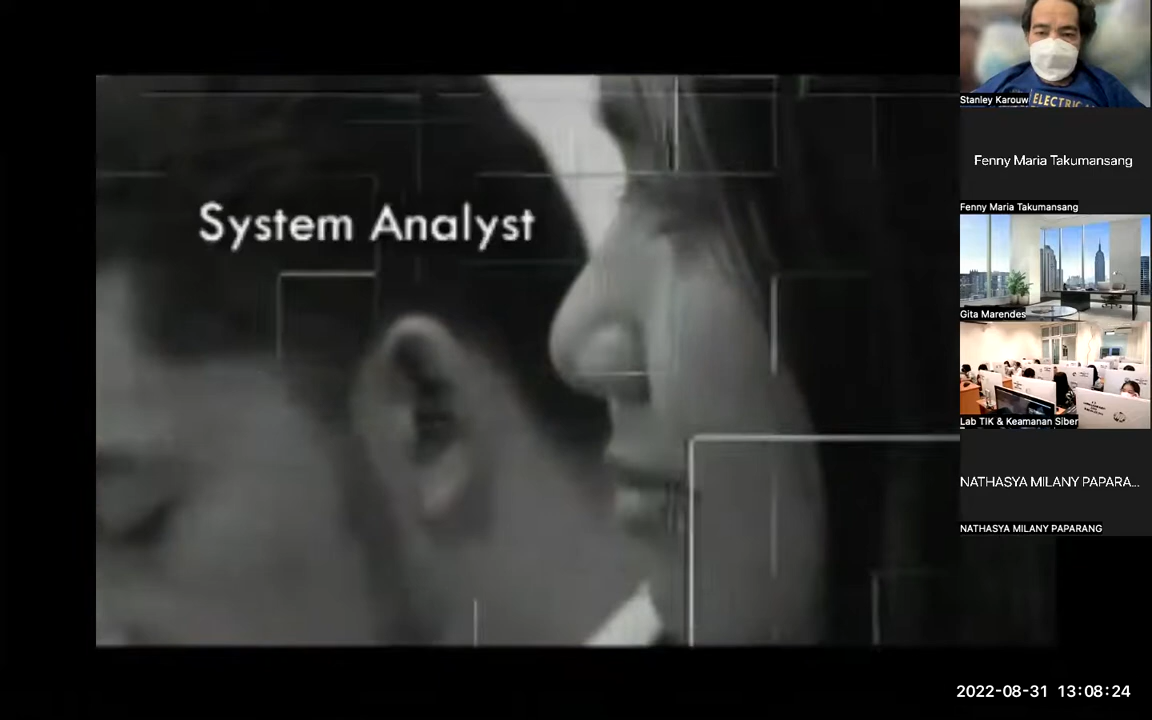 System Analyst
ELECTRIC
Stanley Karouw
Fenny Maria Takumansang
Fenny Maria Takumansang
Gita Marendes
Lab TIK & Keamanan Siber
NATHASYA MILANY PAPARA...
NATHASYA MILANY PAPARANG
2022-08-31 13:08:24